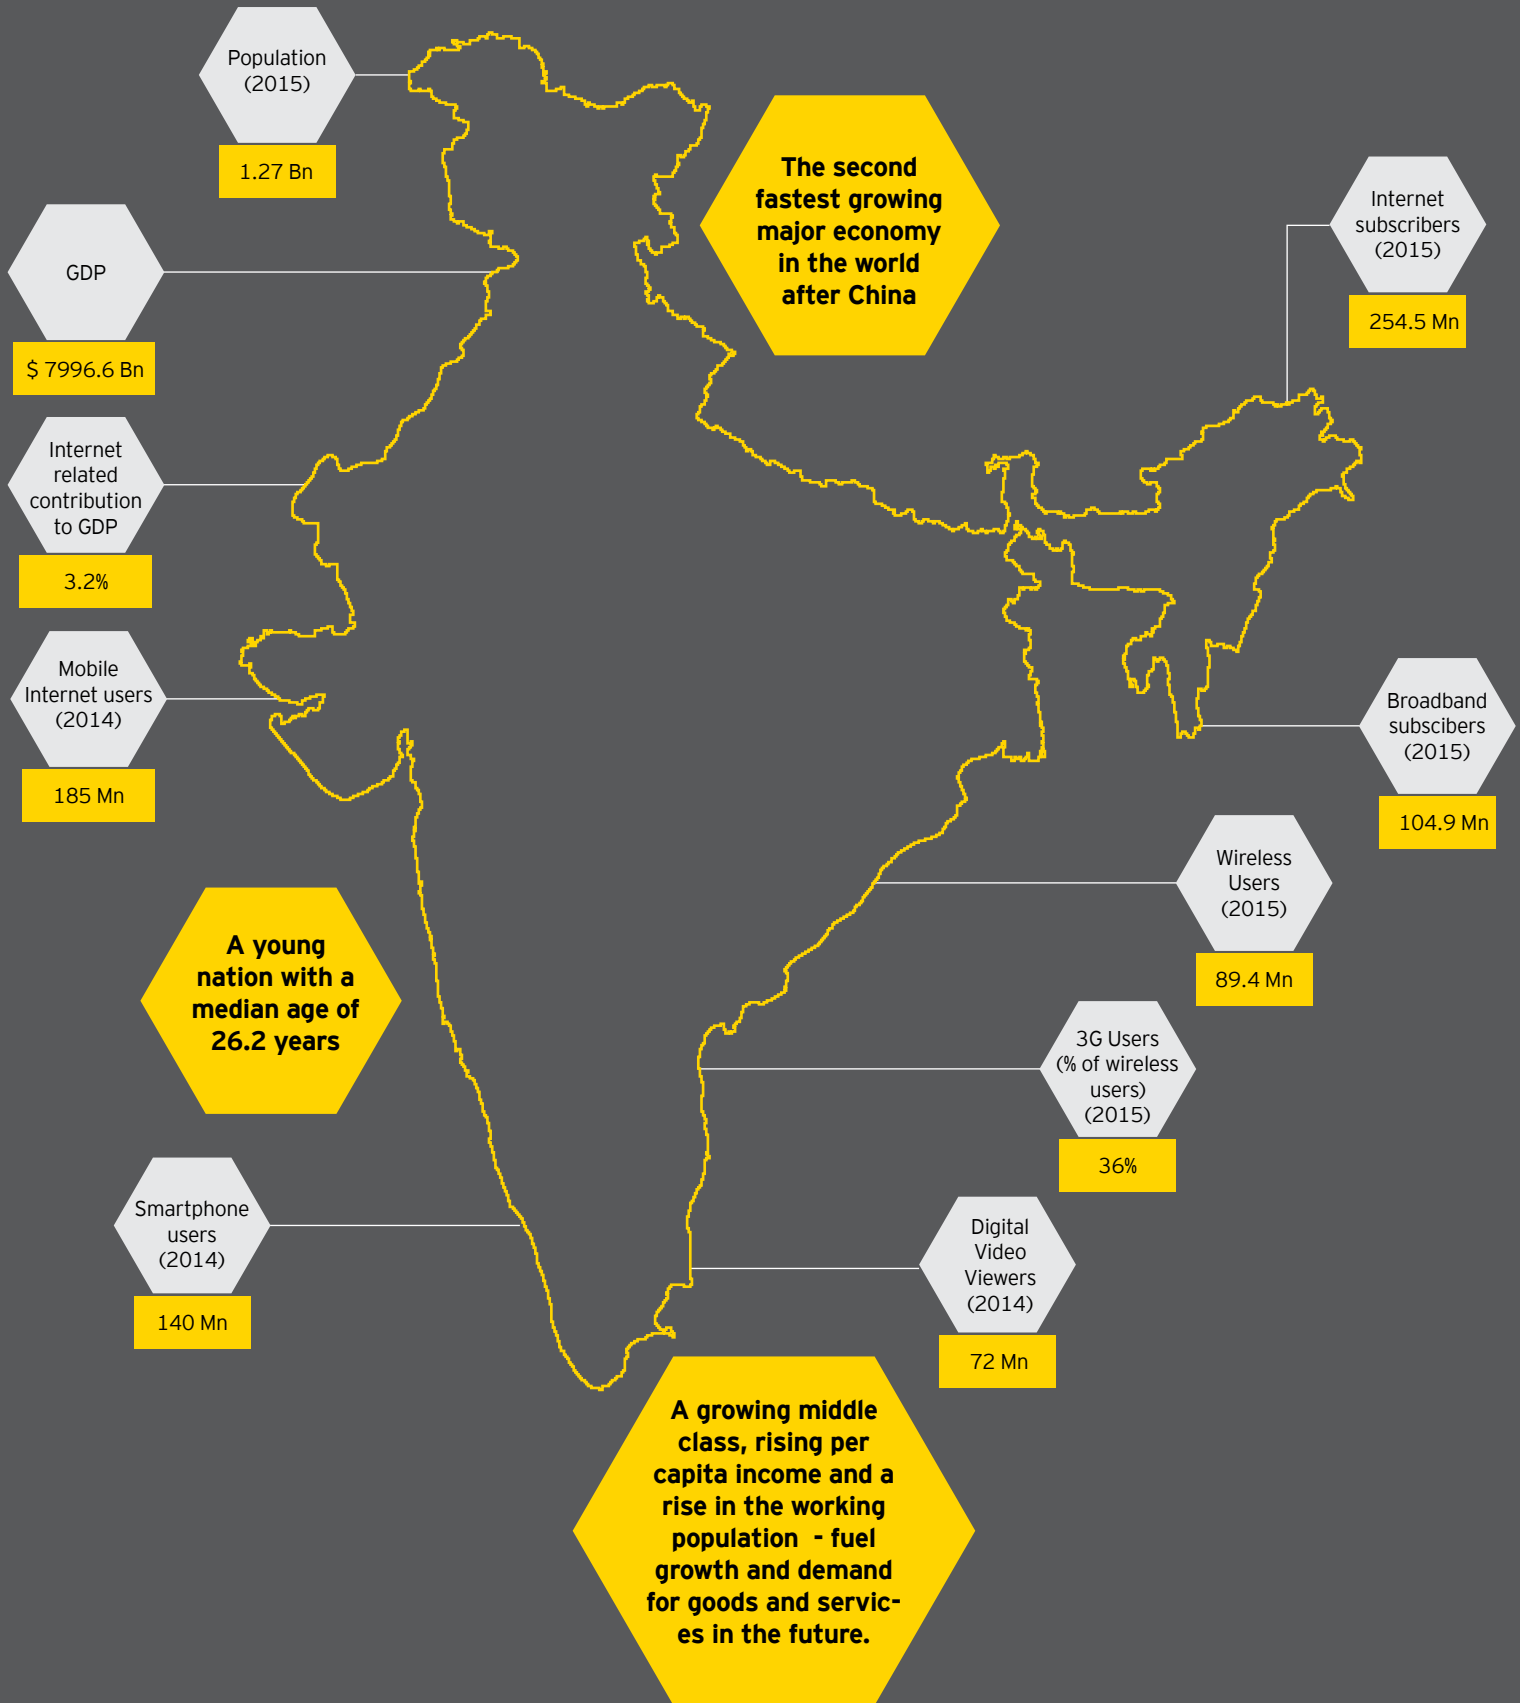 Population
(2015)
1.27 Bn
GDP
$ 7996.6 Bn
Internet
related
contribution
to GDP
3.2%
Mobile
Internet users
(2014)
185 Mn
The second
fastest growing
major economy
in the world
after China
Internet
subscribers
(2015)
254.5 Mn
Broadband
subscibers
(2015)
104.9 Mn
Wireless
Users
(2015)
89.4 Mn
A young
nation with a
median age of
26.2 years
3G Users
(% of wireless
users)
(2015)
36%
Smartphone
users
(2014)
140 Mn
Digital
Video
Viewers
(2014)
72 Mn
A growing middle
class, rising per
capita income and a
rise in the working
population - fuel
growth and demand
for goods and servic-
es in the future.